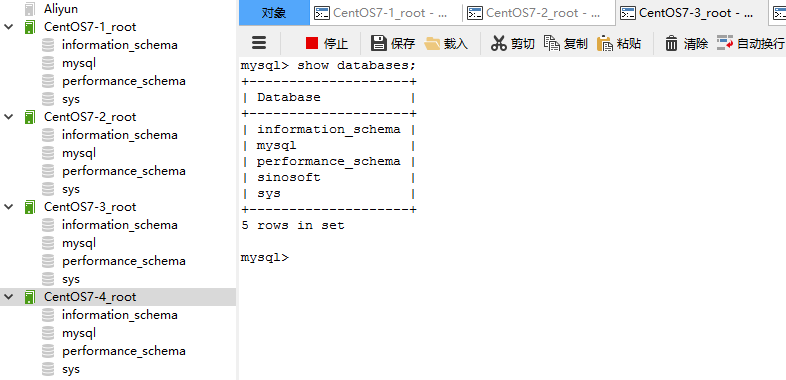 Aliyun
CentOS7-1_root
information_schema
mysql
performance_schema
sys
CentOS7-2_root
information_schema
mysql
performance_schema
sys
CentOS7-3_root
information_schema
mysql
performance_schema
sys
CentOS7-4_root
information_schema
mysql
performance_schema
sys
对象 CentOS7-1_root - ... CentOS7-2_root - ... CentOS7-3_root - ...
停止 保存 载入 剪切 复制 粘贴 清除 自动换行
mysql> show databases;
+--------------------+
| Database           |
+--------------------+
| information_schema |
| mysql              |
| performance_schema |
| sinosoft           |
| sys                |
+--------------------+
5 rows in set
mysql>